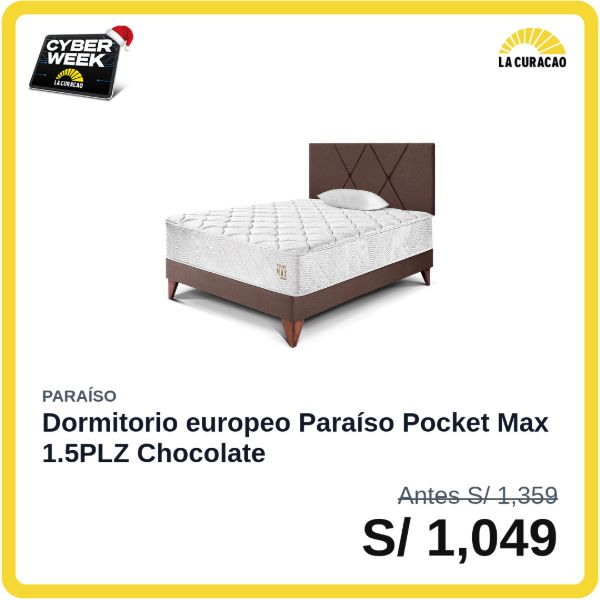 CYBER
WEEK
LA CURACAO
LA CURACAO
PARAÍSO
Dormitorio europeo Paraíso Pocket Max
1.5PLZ Chocolate
Antes S/ 1,359
S/ 1,049